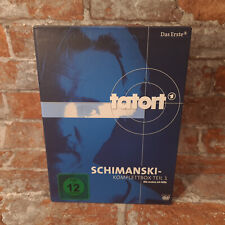 Das Erste
tatort
SCHIMANSKI-
KOMPLETTBOX TEIL 3
12